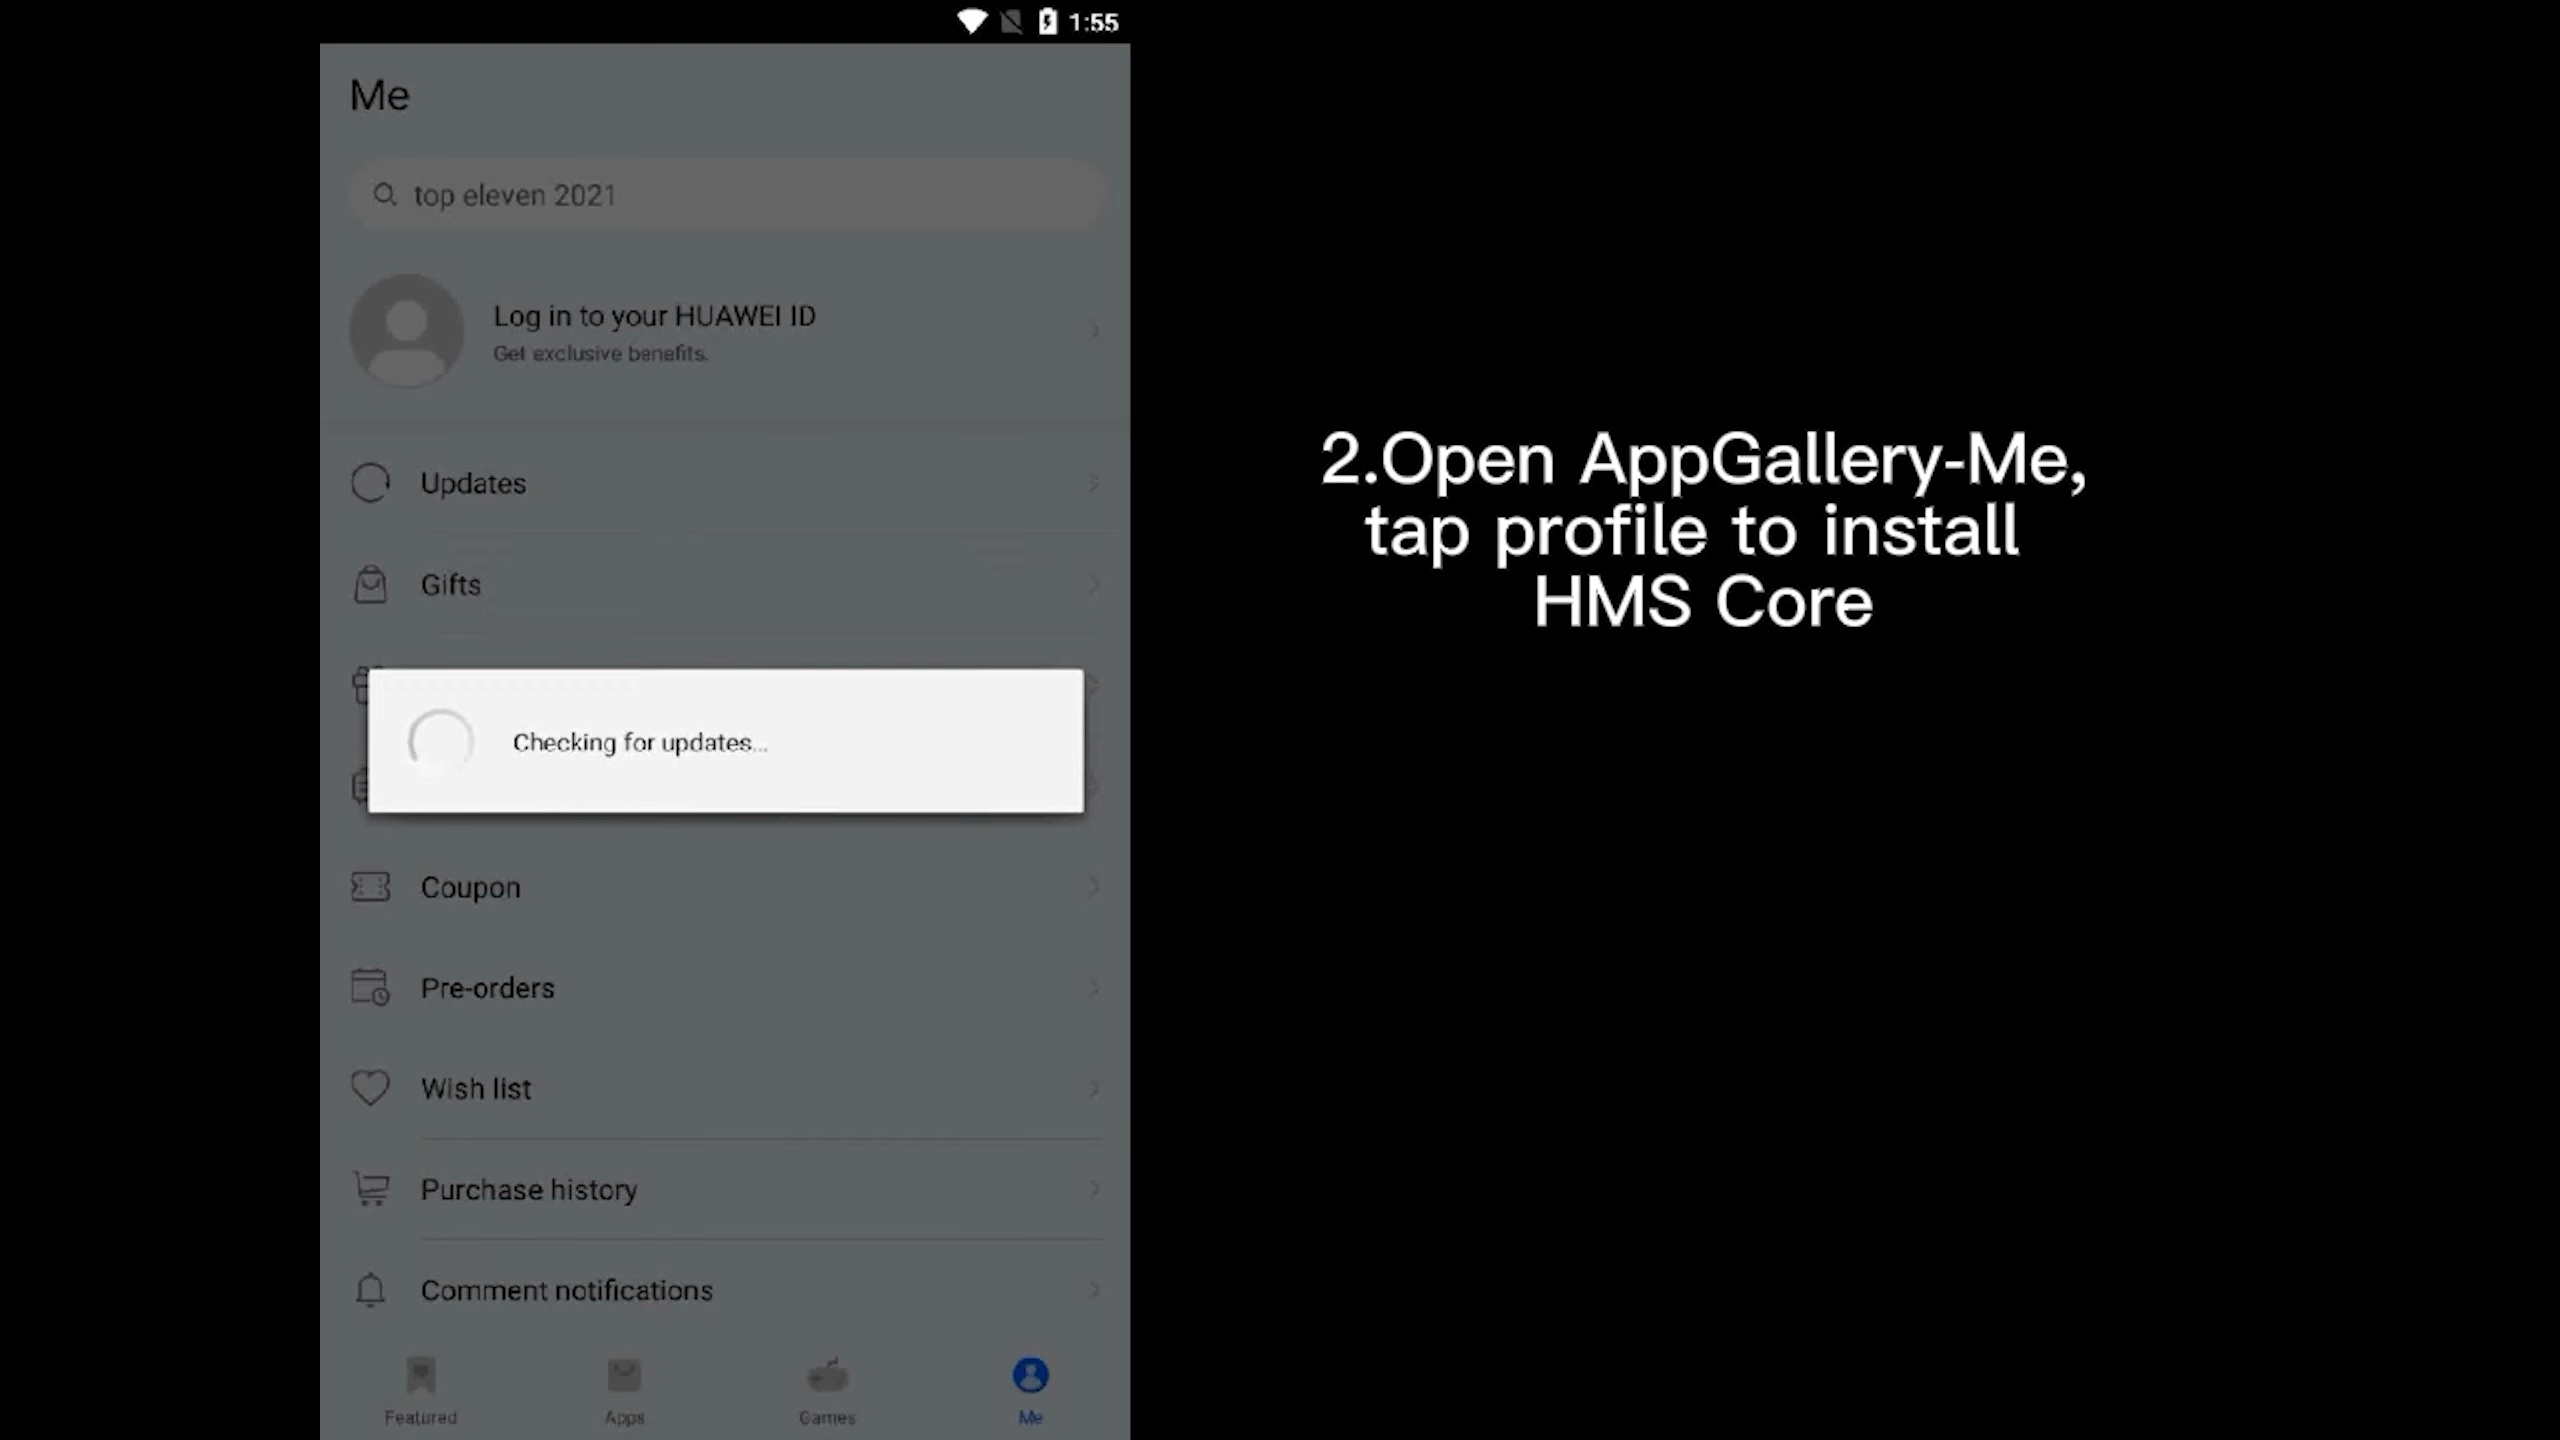 1:55
Me
top eleven 2021
Log in to your HUAWEI ID
Get exclusive benefits.
Updates
Gifts
Checking for updates...
Coupon
Pre-orders
Wish list
Purchase history
Comment notifications
Featured
Apps
Games
Me
2.Open AppGallery-Me,
tap profile to install
HMS Core